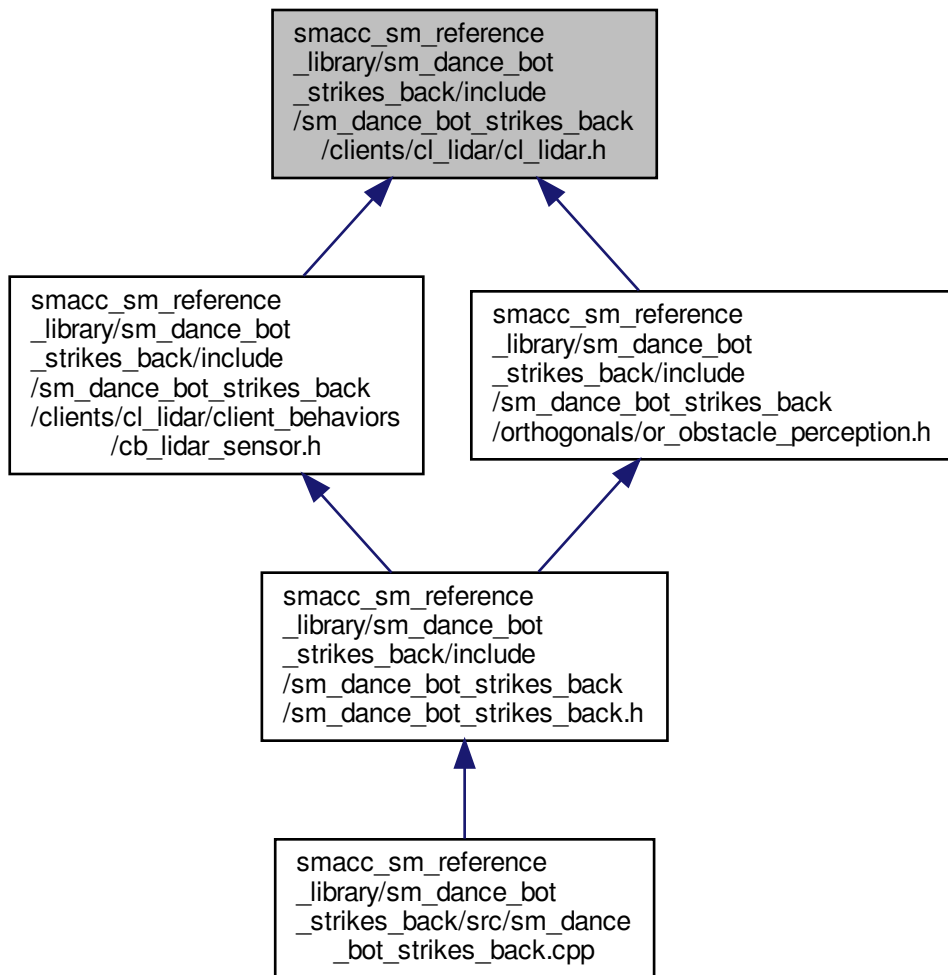 smacc_sm_reference
_library/sm_dance_bot
_strikes_back/include
/sm_dance_bot_strikes_back
/clients/cl_lidar/cl_lidar.h
smacc_sm_reference
_library/sm_dance_bot
_strikes_back/include
/sm_dance_bot_strikes_back
/clients/cl_lidar/client_behaviors
/cb_lidar_sensor.h
smacc_sm_reference
_library/sm_dance_bot
_strikes_back/include
/sm_dance_bot_strikes_back
/orthogonals/or_obstacle_perception.h
smacc_sm_reference
_library/sm_dance_bot
_strikes_back/include
/sm_dance_bot_strikes_back
/sm_dance_bot_strikes_back.h
smacc_sm_reference
_library/sm_dance_bot
_strikes_back/src/sm_dance
_bot_strikes_back.cpp